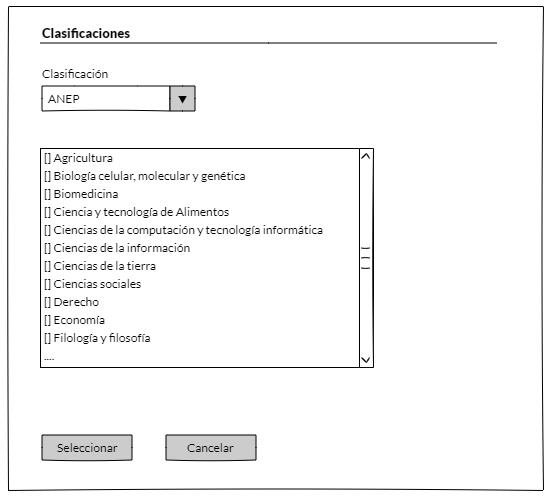 Clasificaciones
Clasificación
ANEP
[] Agricultura
[] Biología celular, molecular y genética
[] Biomedicina
[] Ciencia y tecnología de Alimentos
[] Ciencias de la computación y tecnología informática
[] Ciencias de la información
[] Ciencias de la tierra
[] Ciencias sociales
[] Derecho
[] Economía
[] Filología y filosofía
....
Seleccionar
Cancelar